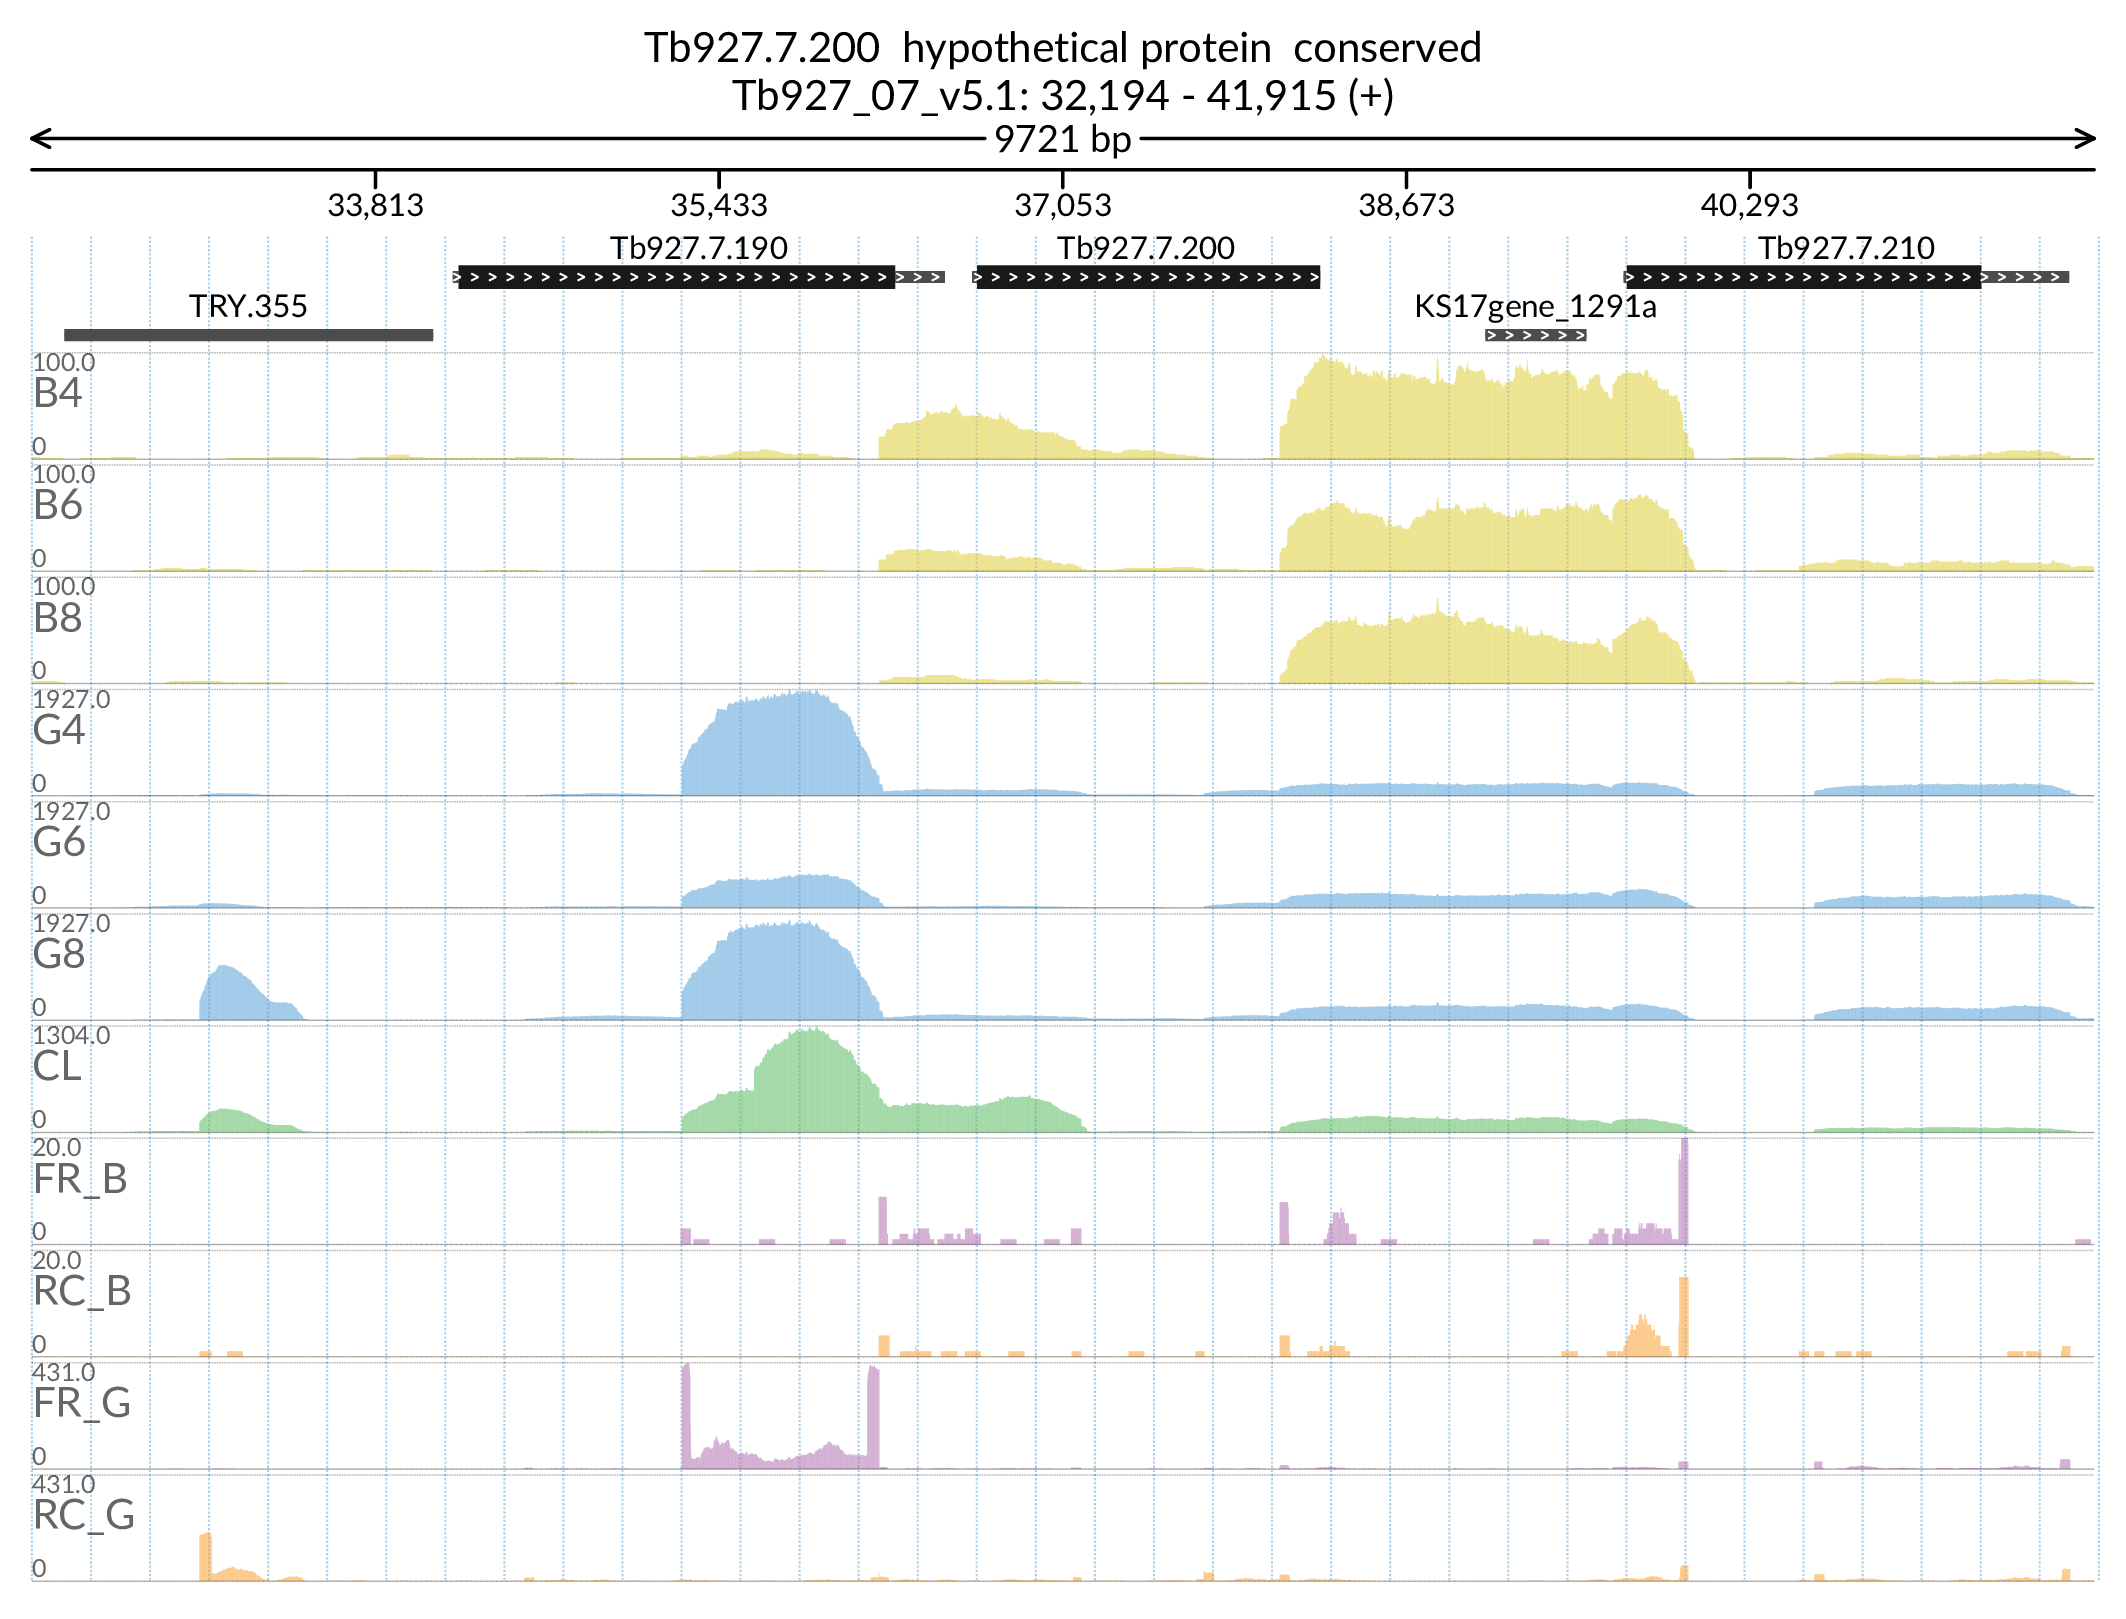 Tb927.7.200 hypothetical protein conserved
Tb927_07_v5.1: 32,194 - 41,915 (+)
9721 bp
33,813 35,433 37,053 38,673 40,293
Tb927.7.190 Tb927.7.200 Tb927.7.210
TRY.355 KS17gene_1291a
100.0
B4
0
100.0
B6
0
100.0
B8
0
1927.0
G4
0
1927.0
G6
0
1927.0
G8
0
1304.0
CL
0
20.0
FR_B
0
20.0
RC_B
0
431.0
FR_G
0
431.0
RC_G
0